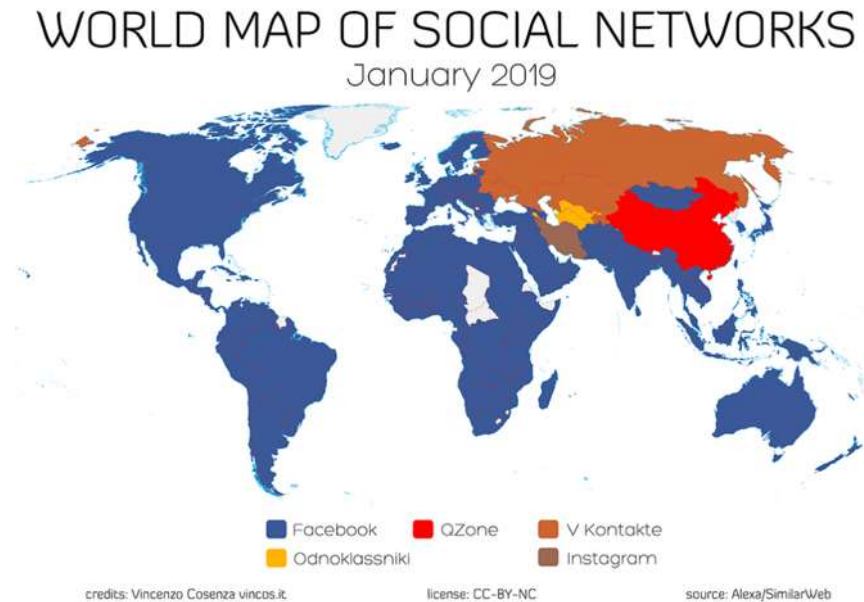 WORLD MAP OF SOCIAL NETWORKS
January 2019
Facebook QZone V Kontakte
Odnoklassniki Instagram
credits: Vincenzo Cosenza vincos.it license: CC-BY-NC source: Alexa/SimilarWeb